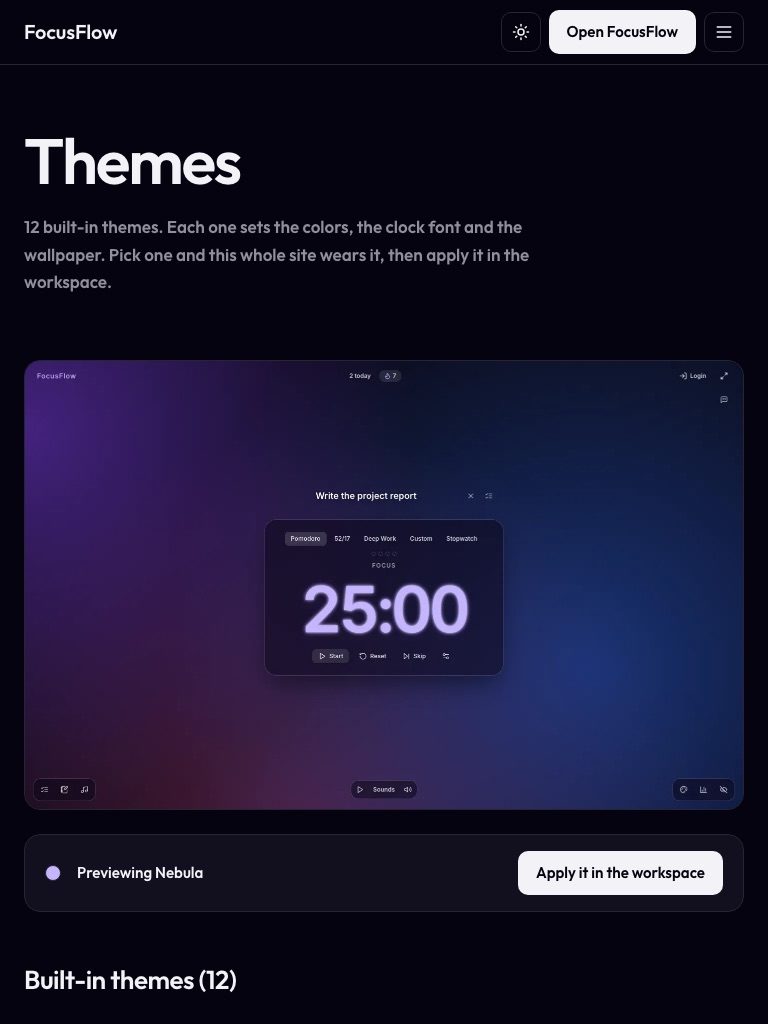 FocusFlow
Open FocusFlow
Themes
12 built-in themes. Each one sets the colors, the clock font and the
wallpaper. Pick one and this whole site wears it, then apply it in the
workspace.
FocusFlow
2 today
7
Login
Write the project report
Pomodoro
52/17
Deep Work
Custom
Stopwatch
FOCUS
25:00
Start
Reset
Skip
Sounds
Previewing Nebula
Apply it in the workspace
Built-in themes (12)